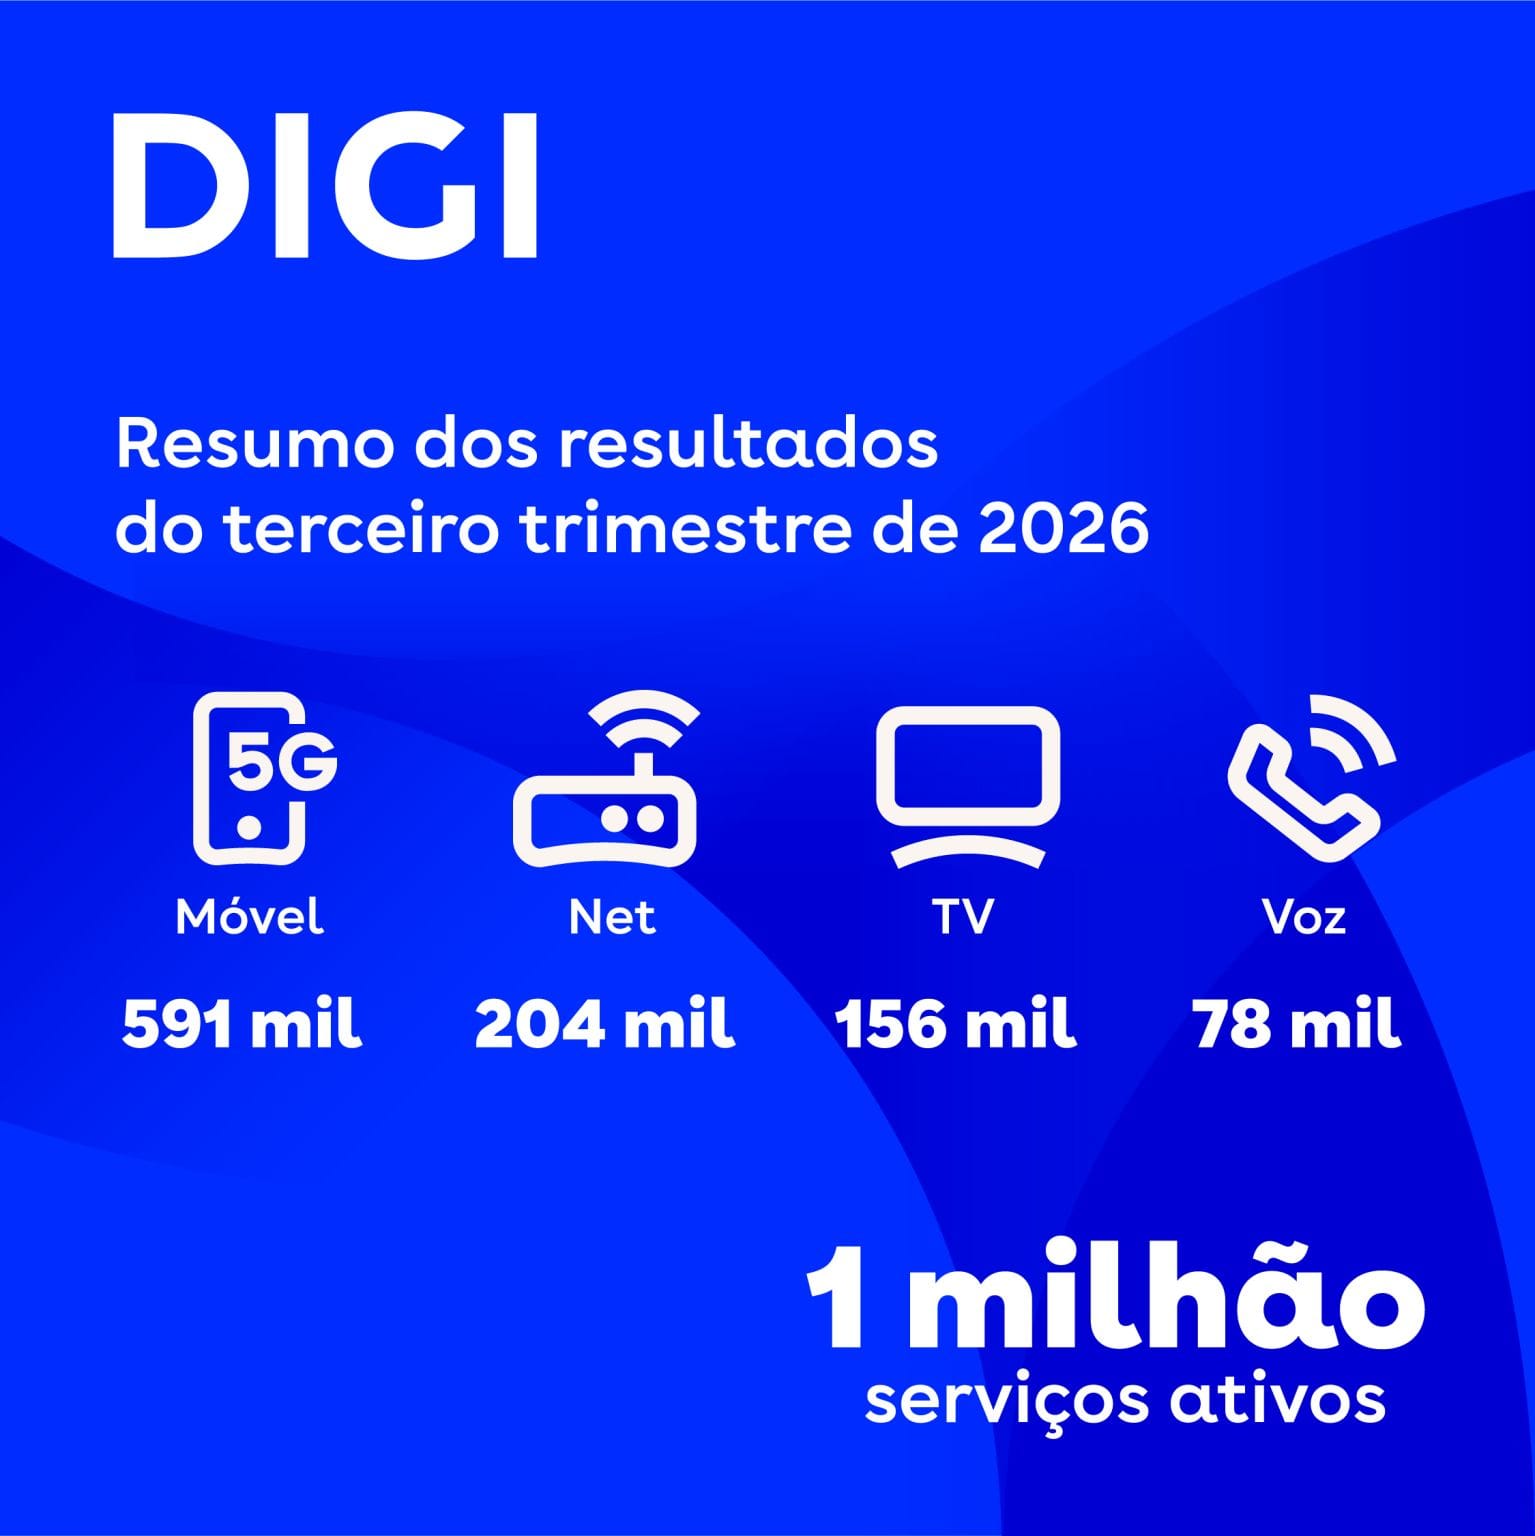 DIGI
Resumo dos resultados
do terceiro trimestre de 2026
5G
Móvel
Net
TV
Voz
591 mil
204 mil
156 mil
78 mil
1 milhão
serviços ativos